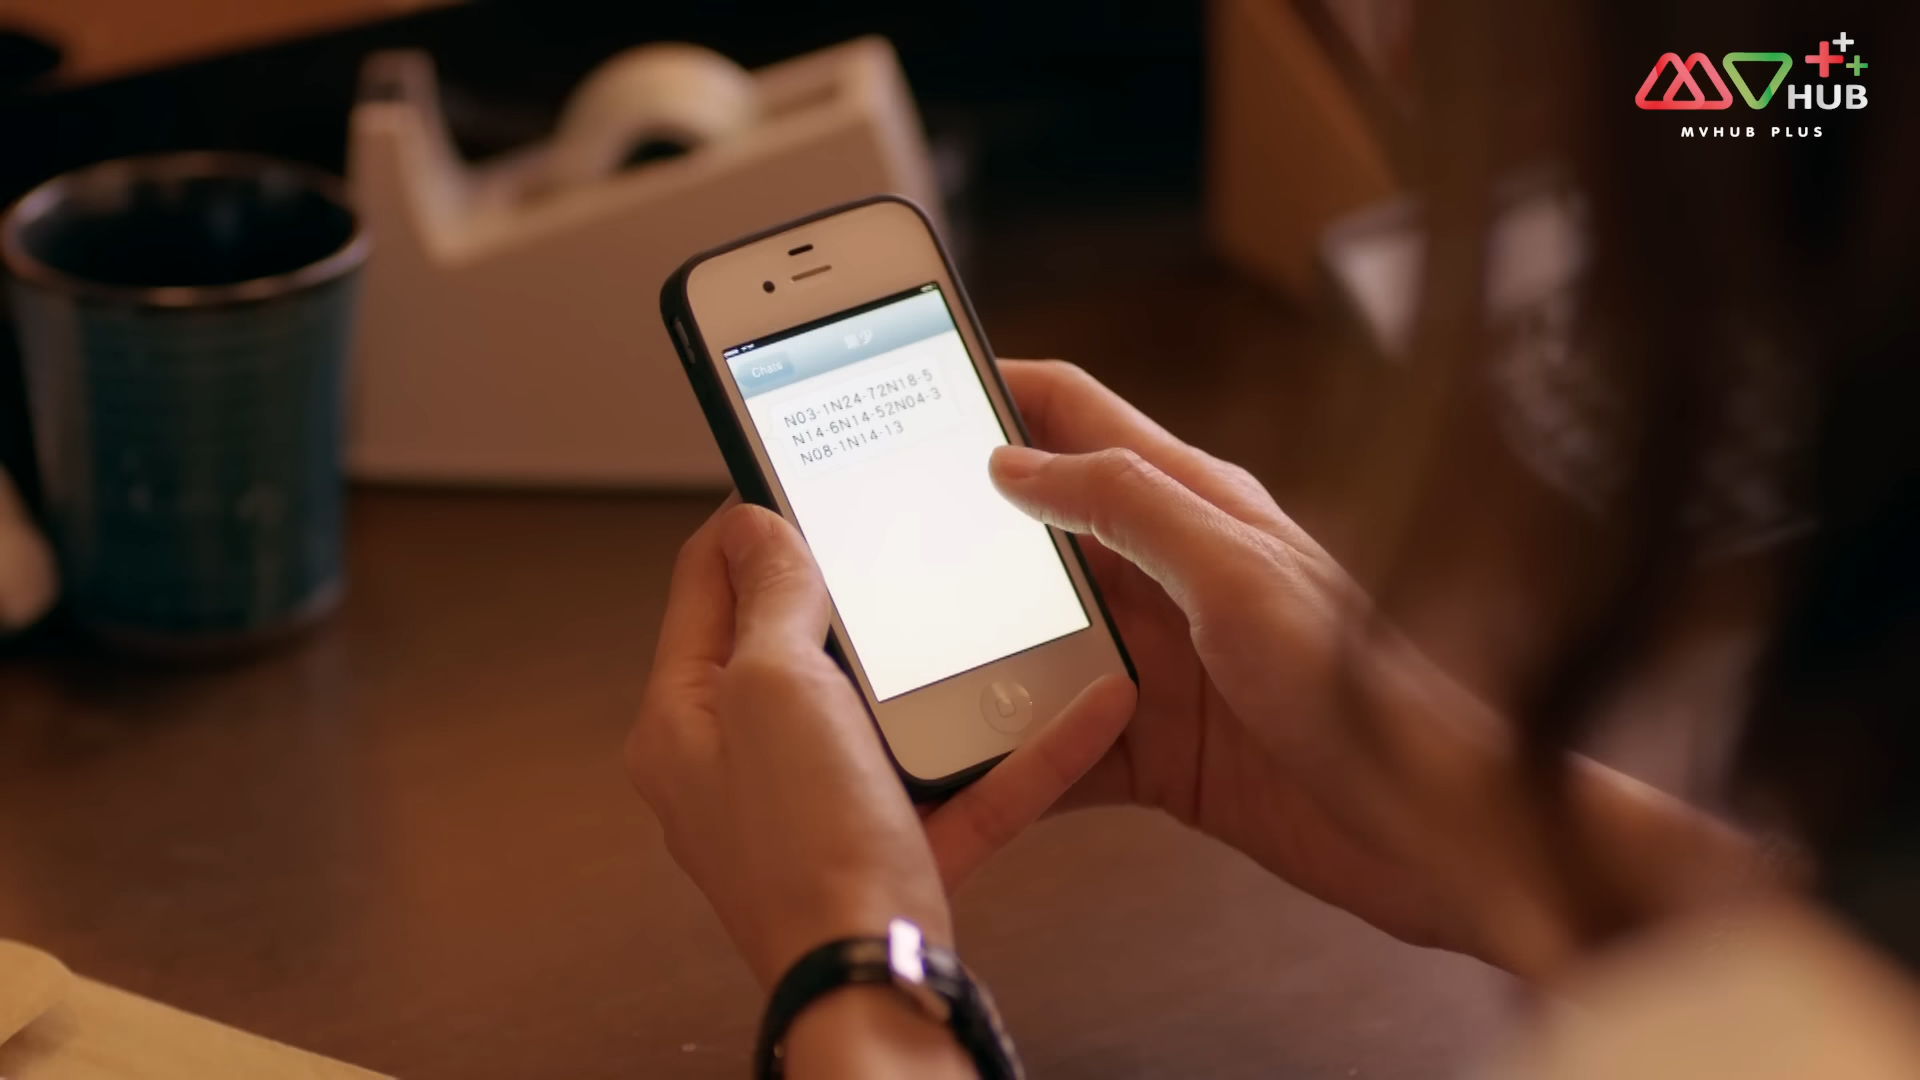 HUB
MVHUB PLUS
Chats
N03-1N24-72N18-5
N14-6N14-52N04-3
N08-1N14-13